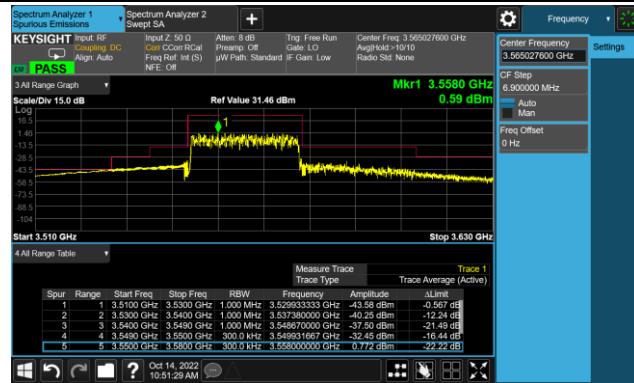 Spectrum Analyzer 1
Spurious Emissions
Spectrum Analyzer 2
Swept SA
Frequency
KEYSIGHT
Input: RF
Coupling: DC
Align: Auto
Input Z: 50 Ω
Corr CCorr RCal
Freq Ref: Int (S)
NFE: Off
Atten: 8 dB
Preamp: Off
µW Path: Standard
Trig: Free Run
Gate: LO
IF Gain: Low
Center Freq: 3.565027600 GHz
Avg|Hold:>10/10
Radio Std: None
PASS
Center Frequency
3.565027600 GHz
Settings
CF Step
6.900000 MHz
Auto
Man
Freq Offset
0 Hz
3 All Range Graph
Mkr1 3.5580 GHz
Scale/Div 15.0 dB
Ref Value 31.46 dBm
0.59 dBm
Log
16.5
1.46
-13.5
-28.5
-43.5
-58.5
-73.5
-88.5
-104
1
Start 3.510 GHz
Stop 3.630 GHz
4 All Range Table
Measure Trace Trace 1
Trace Type Trace Average (Active)
Spur Range Start Freq Stop Freq RBW Frequency Amplitude ΔLimit
1 1 3.5100 GHz 3.5300 GHz 1.000 MHz 3.529933333 GHz -43.58 dBm -0.567 dB
2 2 3.5300 GHz 3.5400 GHz 1.000 MHz 3.537380000 GHz -40.25 dBm -12.24 dB
3 3 3.5400 GHz 3.5490 GHz 1.000 MHz 3.548670000 GHz -37.50 dBm -21.49 dB
4 4 3.5490 GHz 3.5500 GHz 300.0 kHz 3.549931667 GHz -32.45 dBm -16.44 dB
5 5 3.5500 GHz 3.5800 GHz 300.0 kHz 3.558000000 GHz 0.772 dBm -22.22 dB
Oct 14, 2022
10:51:29 AM